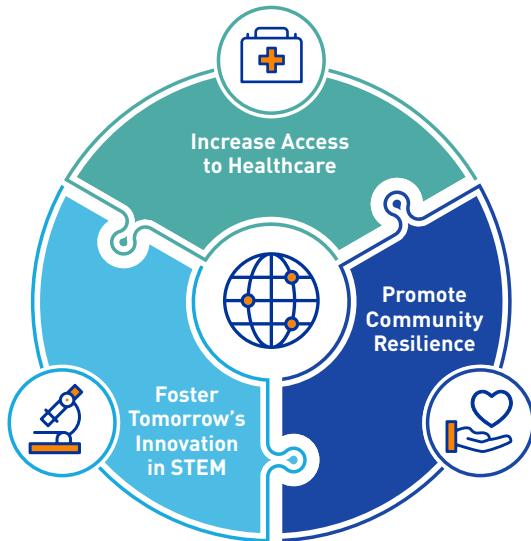 Increase Access
to Healthcare
Promote
Community
Resilience
Foster
Tomorrow's
Innovation
in STEM